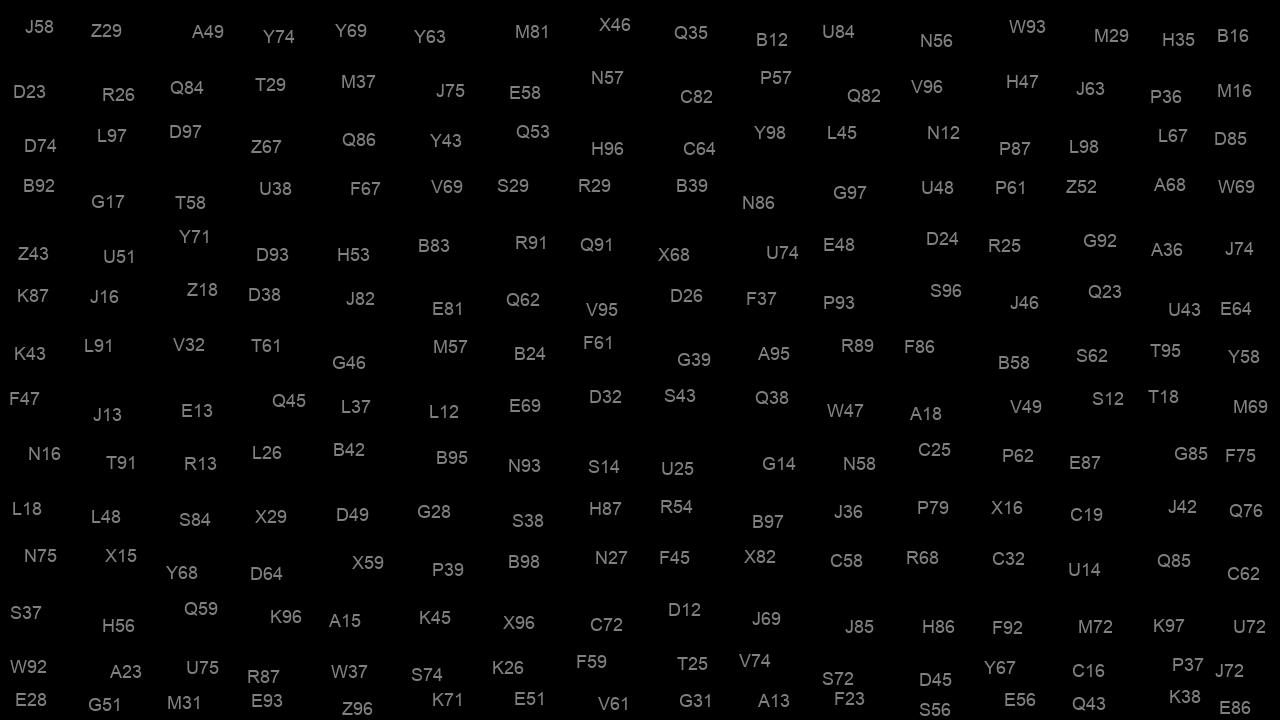 J58 Z29 A49 Y74 Y69 Y63 M81 X46 Q35 B12 U84 N56 W93 M29 H35 B16
D23 R26 Q84 T29 M37 J75 E58 N57 C82 P57 Q82 V96 H47 J63 P36 M16
D74 L97 D97 Z67 Q86 Y43 Q53 H96 C64 Y98 L45 N12 P87 L98 L67 D85
B92 G17 T58 U38 F67 V69 S29 R29 B39 N86 G97 U48 P61 Z52 A68 W69
Z43 U51 Y71 D93 H53 B83 R91 Q91 X68 U74 E48 D24 R25 G92 A36 J74
K87 J16 Z18 D38 J82 E81 Q62 V95 D26 F37 P93 S96 J46 Q23 U43 E64
K43 L91 V32 T61 G46 M57 B24 F61 G39 A95 R89 F86 B58 S62 T95 Y58
F47 J13 E13 Q45 L37 L12 E69 D32 S43 Q38 W47 A18 V49 S12 T18 M69
N16 T91 R13 L26 B42 B95 N93 S14 U25 G14 N58 C25 P62 E87 G85 F75
L18 L48 S84 X29 D49 G28 S38 H87 R54 B97 J36 P79 X16 C19 J42 Q76
N75 X15 Y68 D64 X59 P39 B98 N27 F45 X82 C58 R68 C32 U14 Q85 C62
S37 H56 Q59 K96 A15 K45 X96 C72 D12 J69 J85 H86 F92 M72 K97 U72
W92 A23 U75 R87 W37 S74 K26 F59 T25 V74 S72 D45 Y67 C16 P37 J72
E28 G51 M31 E93 Z96 K71 E51 V61 G31 A13 F23 S56 E56 Q43 K38 E86